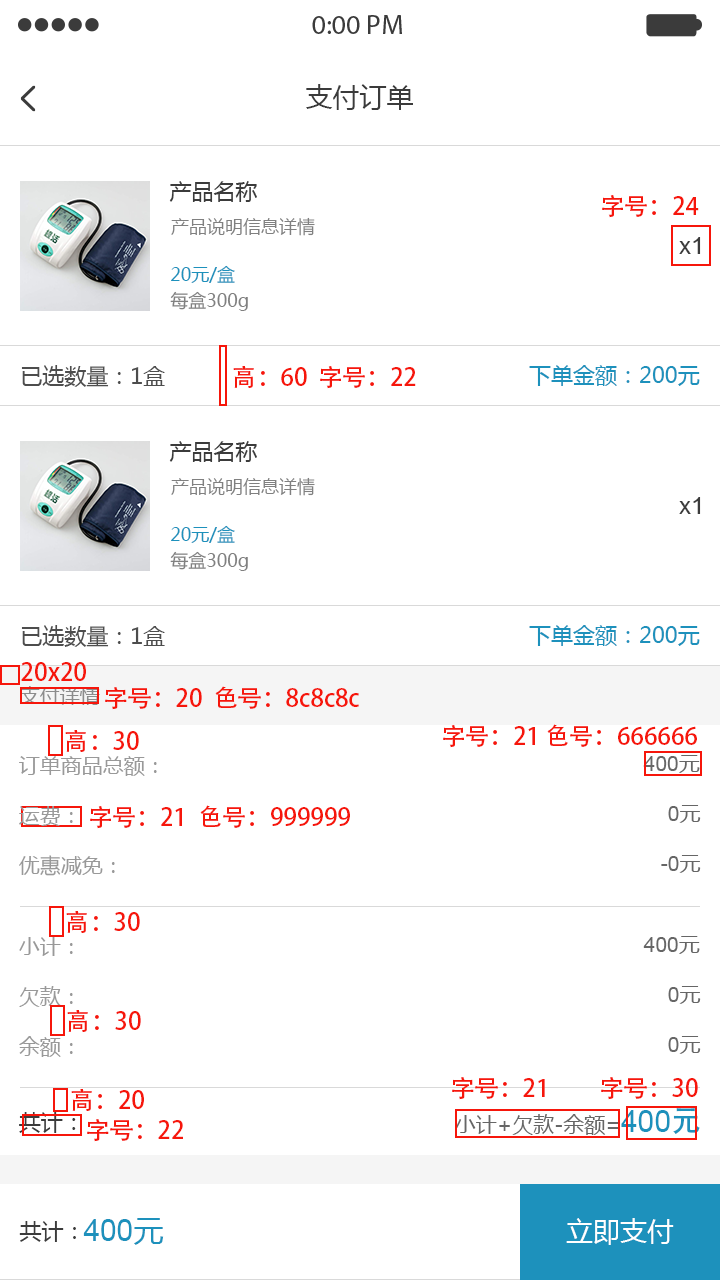 0:00 PM
支付订单
产品名称
产品说明信息详情
字号：24
x1
20元/盒
每盒300g
已选数量：1盒
高：60 字号：22
下单金额：200元
产品名称
产品说明信息详情
x1
20元/盒
每盒300g
已选数量：1盒
下单金额：200元
20x20
支付详情
字号：20 色号：8c8c8c
高：30
字号：21 色号：666666
订单商品总额：
400元
运费：
字号：21 色号：999999
0元
优惠减免：
-0元
高：30
小计：
400元
欠款：
0元
高：30
余额：
0元
高：20
字号：21
字号：30
共计：
字号：22
小计+欠款-余额=400元
共计：400元
立即支付